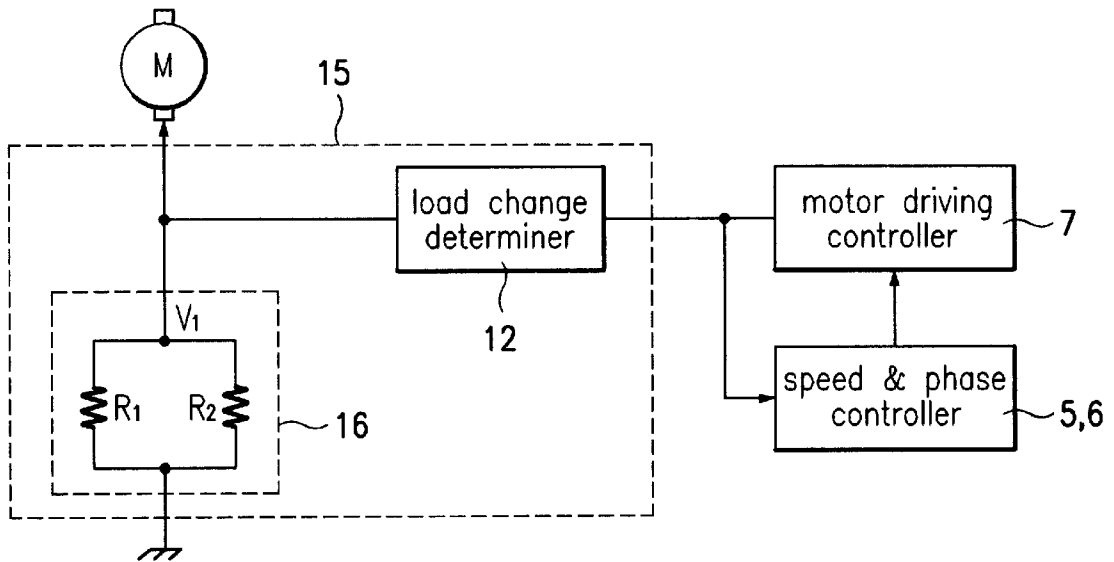 M
15
load change
determiner
12
motor driving
controller
7
V1
R1
R2
16
speed & phase
controller
5,6